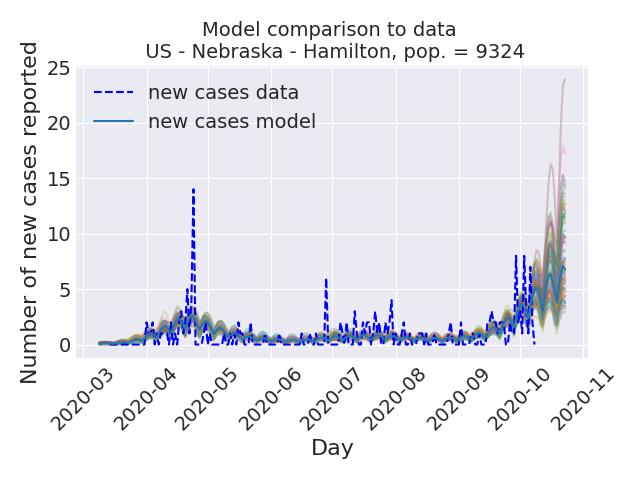 Model comparison to data
US - Nebraska - Hamilton, pop. = 9324
Number of new cases reported
25
20
15
10
5
0
new cases data
new cases model
2020-03
2020-04
2020-05
2020-06
2020-07
2020-08
2020-09
2020-10
2020-11
Day